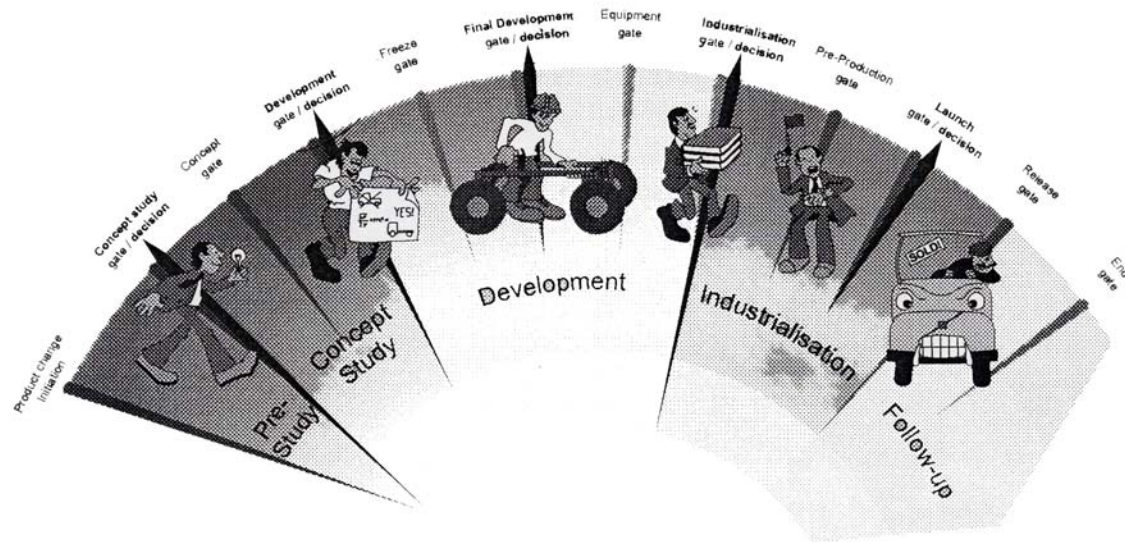 Product change
Initiation
Concept study
gate / decision
Concept
gate
Development
gate / decision
Freeze
gate
Final Development
gate / decision
Equipment
gate
Industrialisation
gate / decision
Pre-Production
gate
Launch
gate / decision
Release
gate
End
gate
YES!
SOLD!
Pre-
Study
Concept
Study
Development
Industrialisation
Follow-up